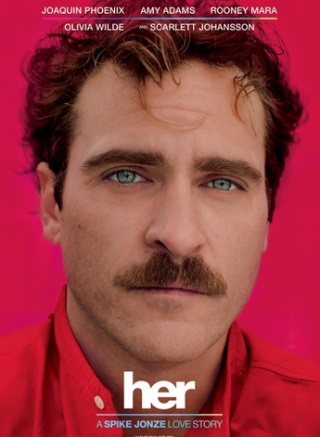 JOAQUIN PHOENIX AMY ADAMS ROONEY MARA
OLIVIA WILDE AND SCARLETT JOHANSSON
her
A SPIKE JONZE LOVE STORY